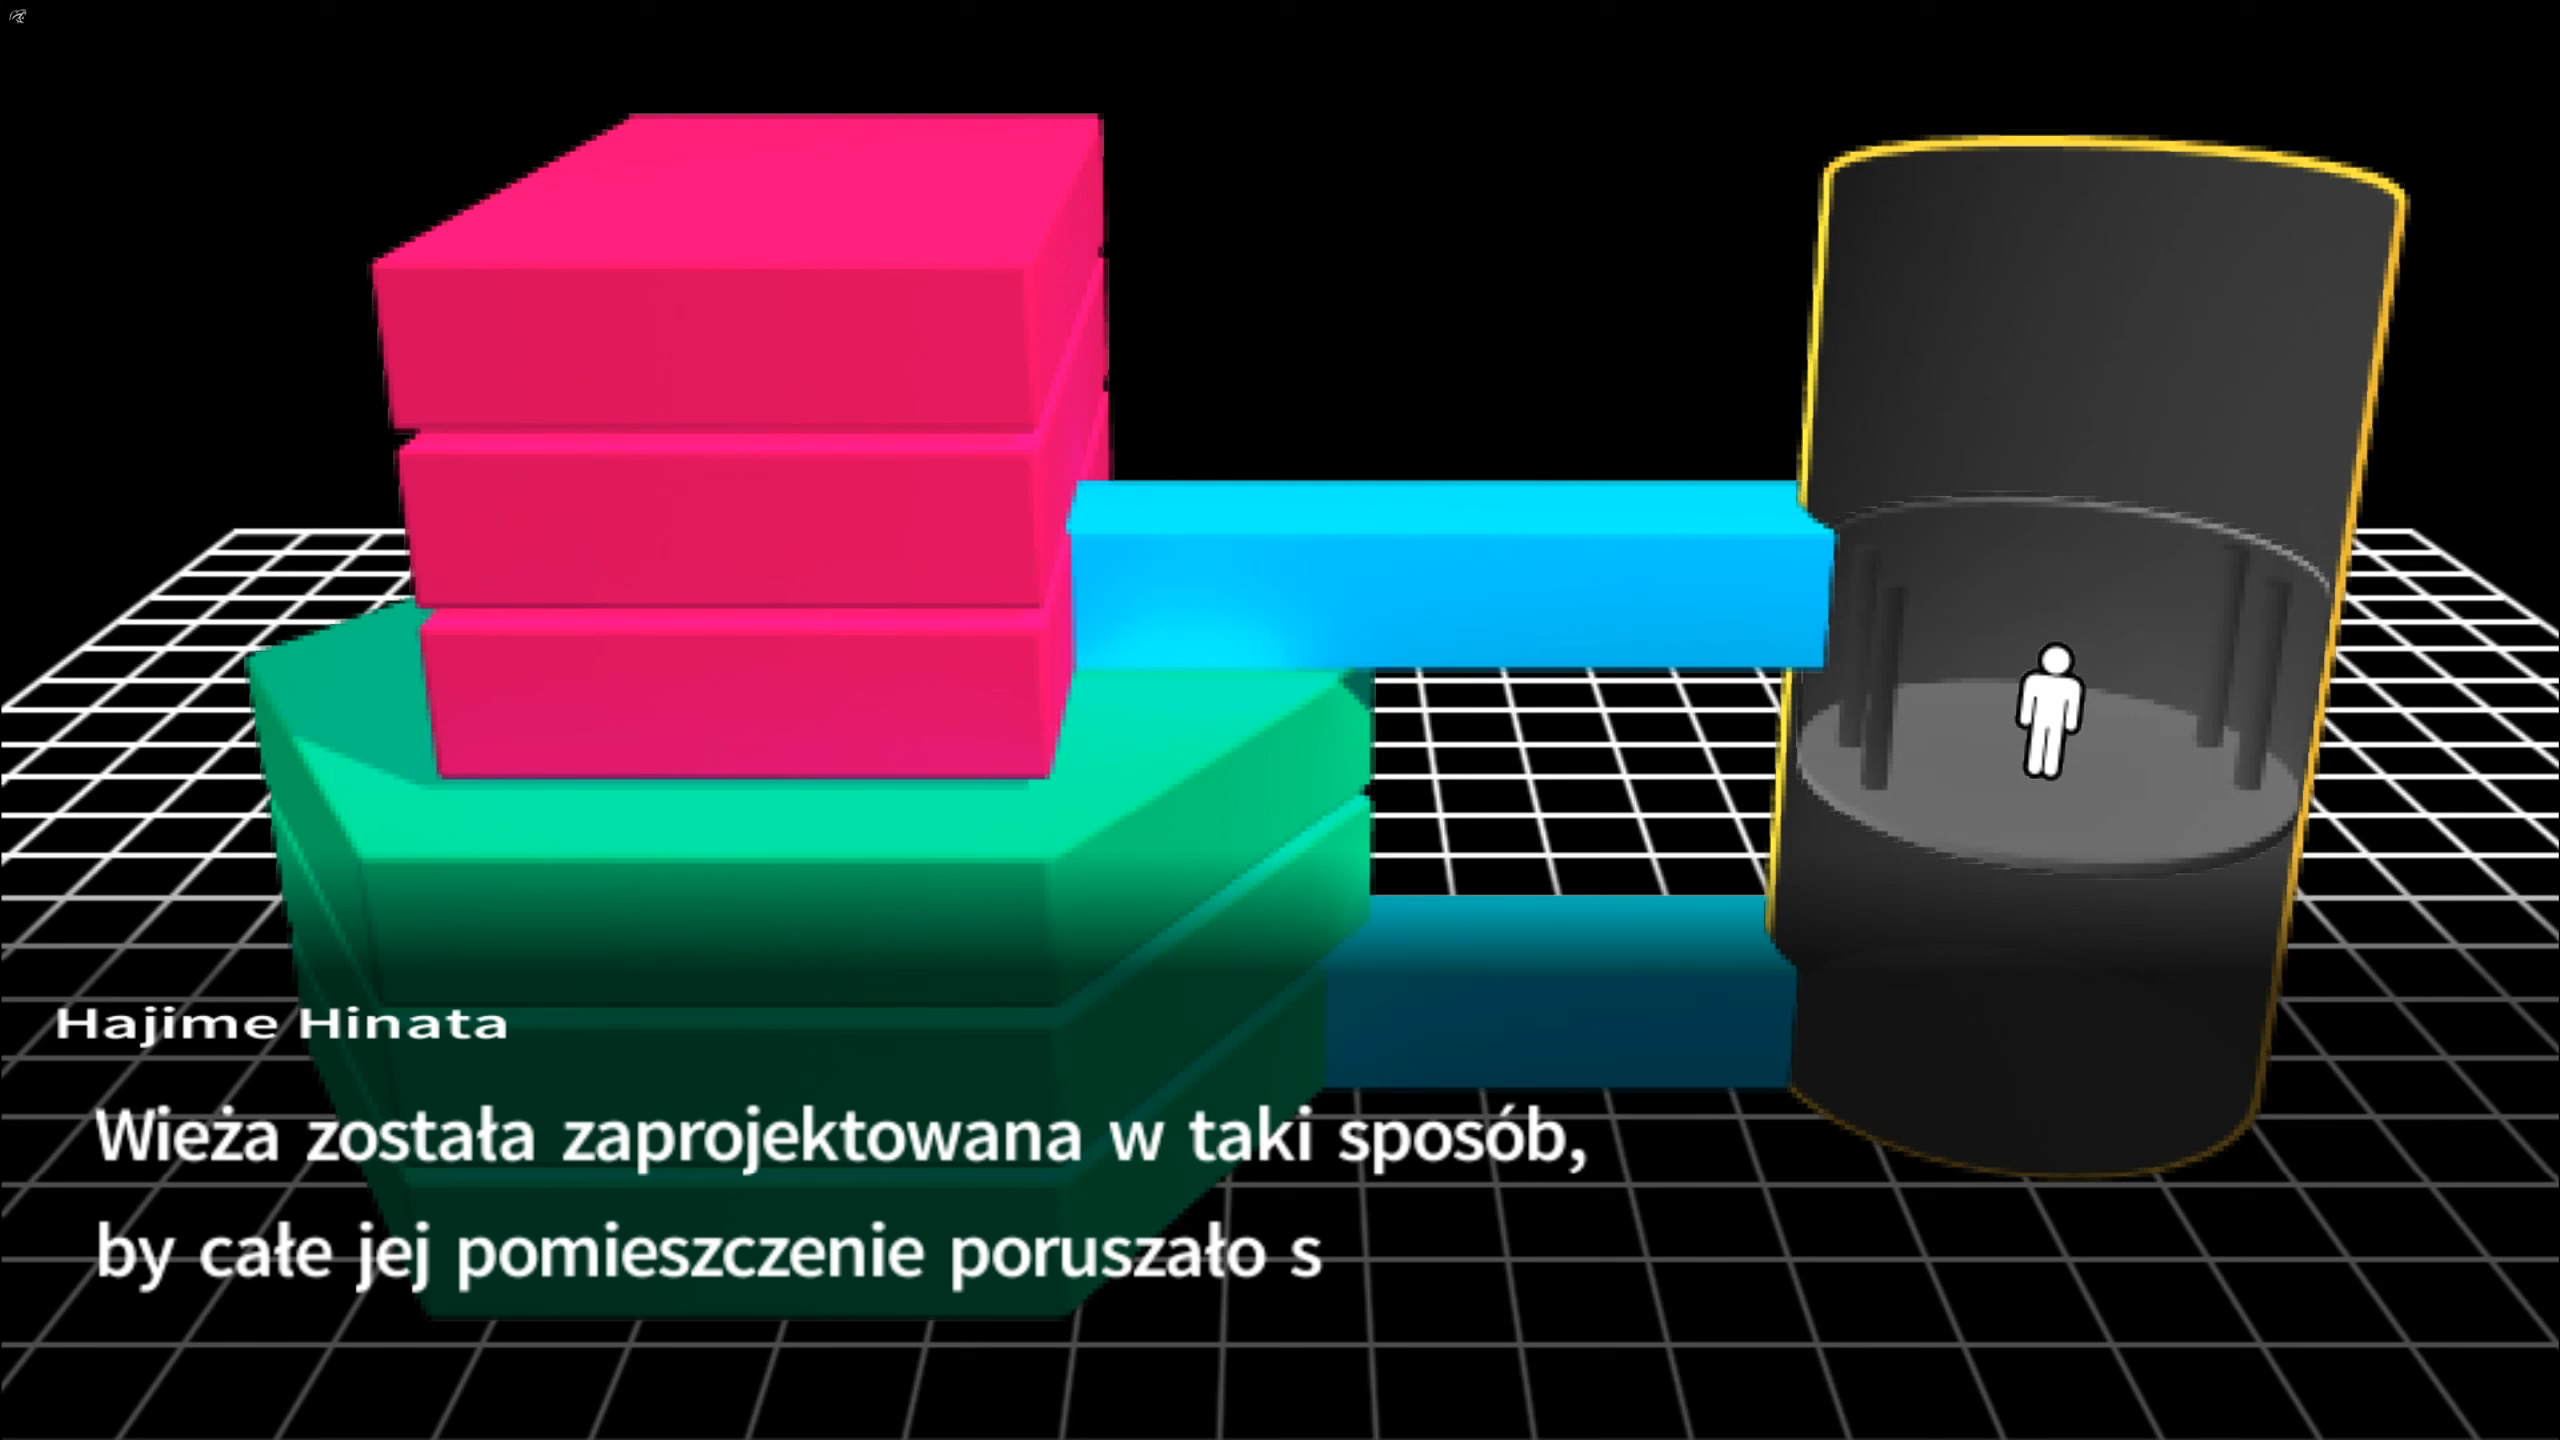 Hajime Hinata
Wieża została zaprojektowana w taki sposób,
by całe jej pomieszczenie poruszało s